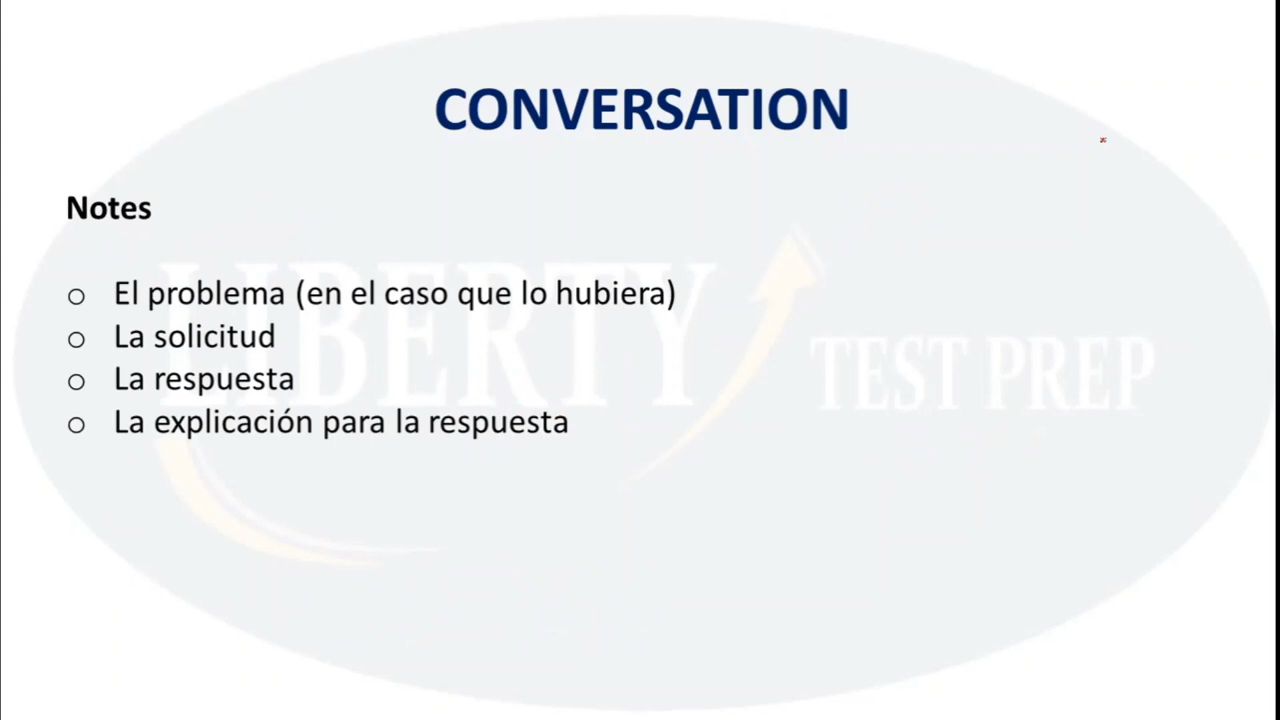 CONVERSATION
Notes
○ El problema (en el caso que lo hubiera)
○ La solicitud
○ La respuesta
○ La explicación para la respuesta
LIBERTY TEST PREP